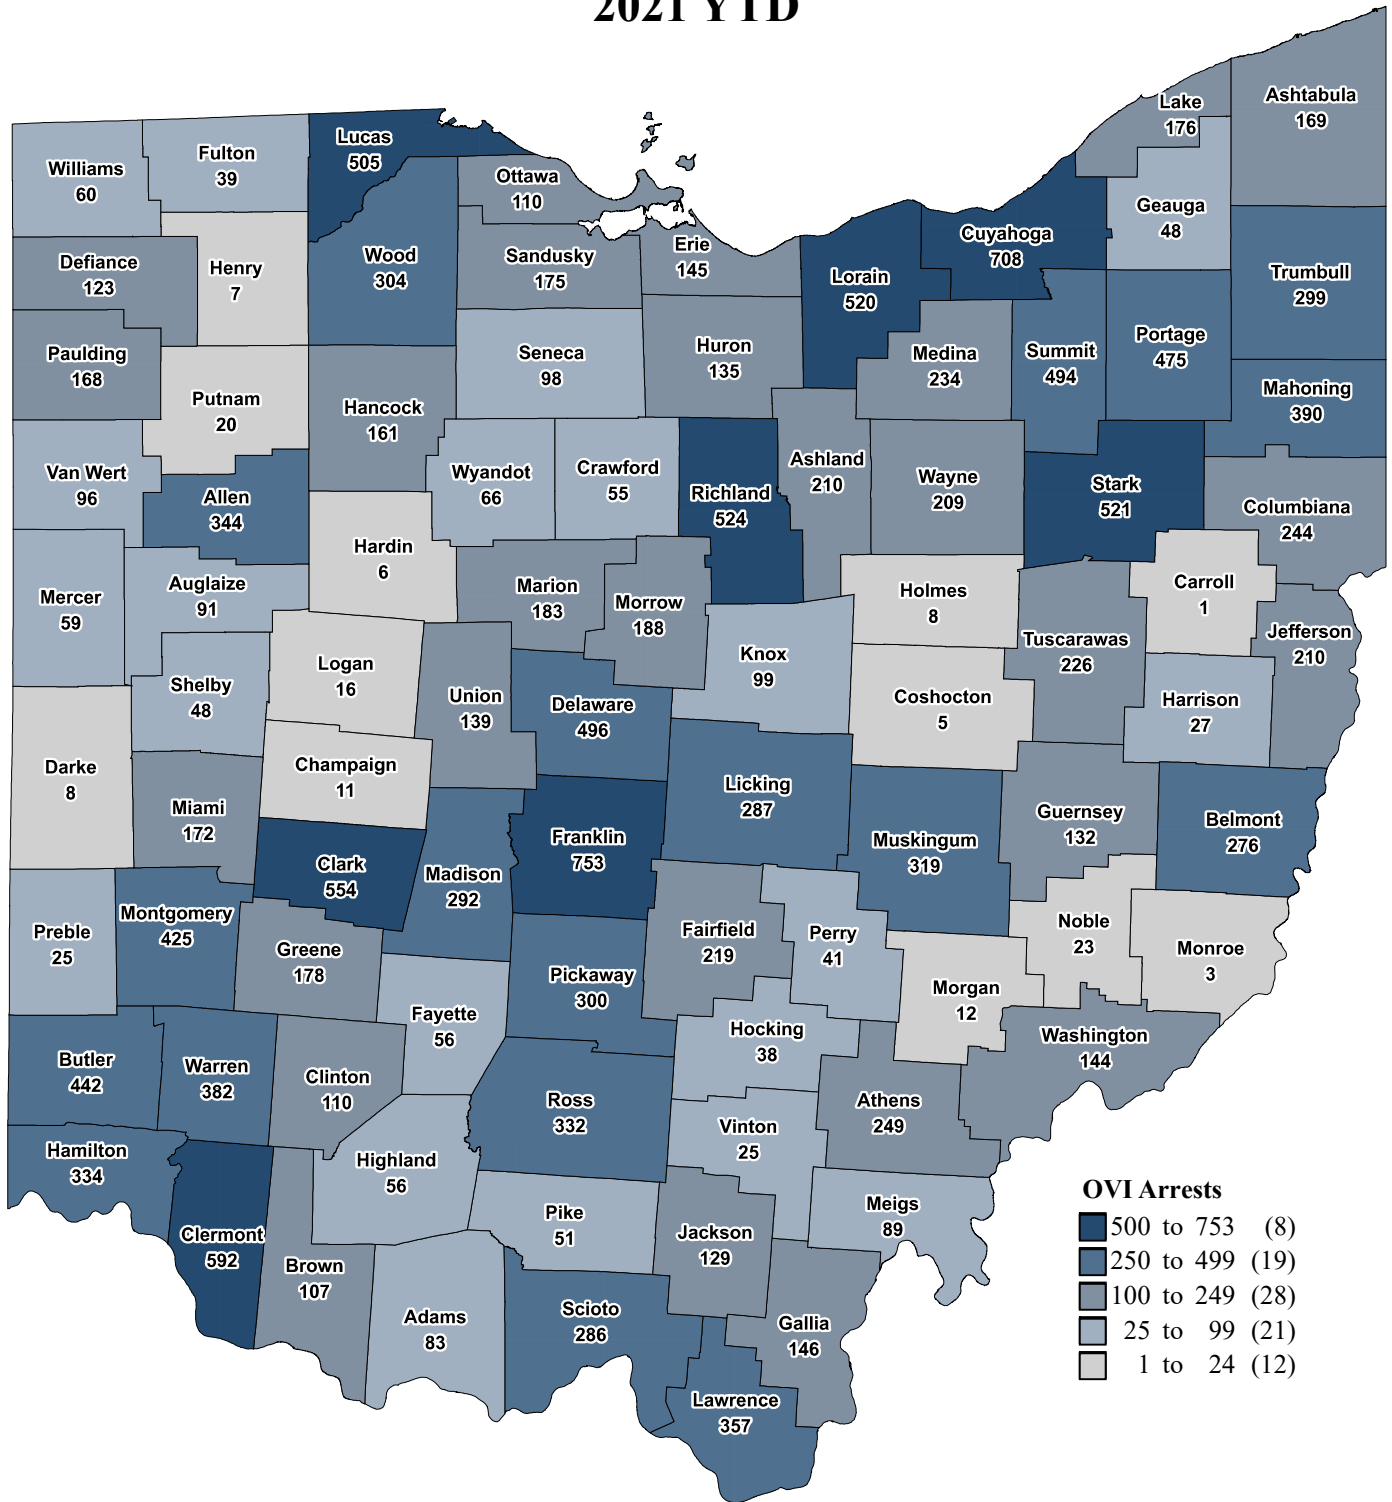 2021 YTD
Lake
176
Ashtabula
169
Lucas
505
Fulton
39
Williams
60
Ottawa
110
Geauga
48
Cuyahoga
708
Erie
145
Wood
304
Sandusky
175
Defiance
123
Henry
7
Lorain
520
Trumbull
299
Portage
475
Summit
494
Medina
234
Huron
135
Seneca
98
Paulding
168
Mahoning
390
Putnam
20
Hancock
161
Van Wert
96
Allen
344
Wyandot
66
Crawford
55
Richland
524
Ashland
210
Wayne
209
Stark
521
Columbiana
244
Hardin
6
Mercer
59
Auglaize
91
Marion
183
Morrow
188
Holmes
8
Carroll
1
Tuscarawas
226
Jefferson
210
Logan
16
Knox
99
Shelby
48
Union
139
Delaware
496
Coshocton
5
Harrison
27
Darke
8
Champaign
11
Miami
172
Licking
287
Guernsey
132
Belmont
276
Franklin
753
Muskingum
319
Clark
554
Madison
292
Preble
25
Montgomery
425
Greene
178
Fairfield
219
Perry
41
Noble
23
Monroe
3
Pickaway
300
Morgan
12
Fayette
56
Hocking
38
Washington
144
Butler
442
Warren
382
Clinton
110
Ross
332
Athens
249
Vinton
25
Hamilton
334
Highland
56
Meigs
89
Pike
51
Clermont
592
Jackson
129
Brown
107
Adams
83
Scioto
286
Gallia
146
Lawrence
357
OVI Arrests
500 to 753 (8)
250 to 499 (19)
100 to 249 (28)
25 to 99 (21)
1 to 24 (12)